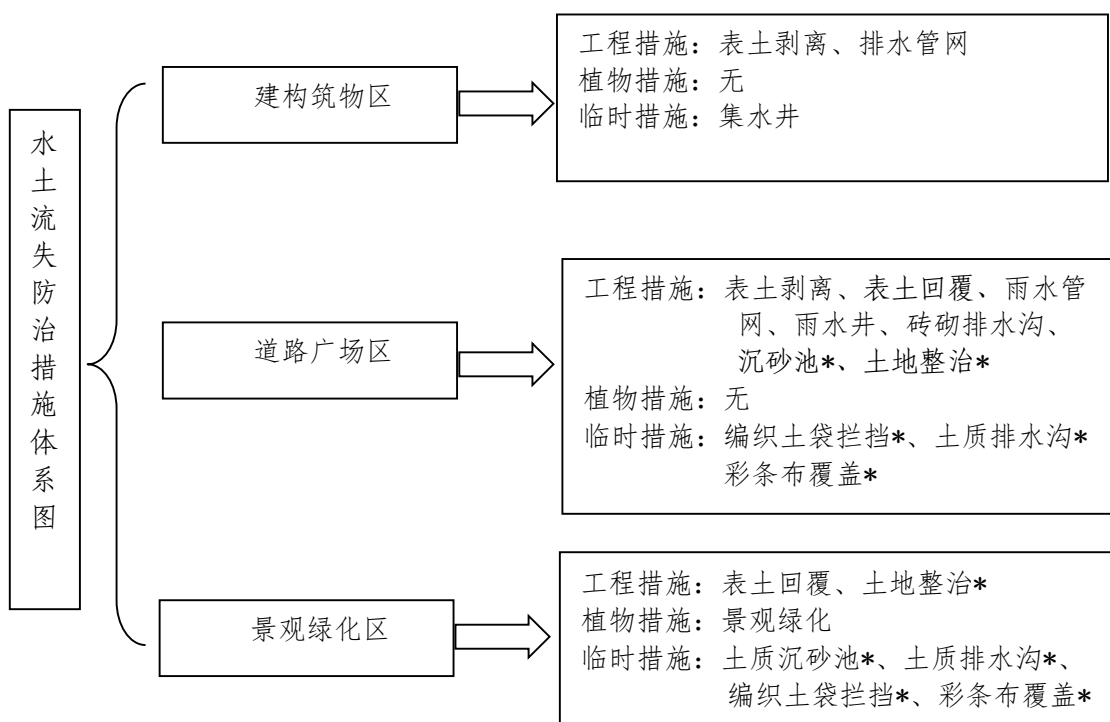 水土流失防治措施体系图
建构筑物区
工程措施：表土剥离、排水管网
植物措施：无
临时措施：集水井
道路广场区
工程措施：表土剥离、表土回覆、雨水管
网、雨水井、砖砌排水沟、
沉砂池*、土地整治*
植物措施：无
临时措施：编织土袋拦挡*、土质排水沟*
彩条布覆盖*
景观绿化区
工程措施：表土回覆、土地整治*
植物措施：景观绿化
临时措施：土质沉砂池*、土质排水沟*、
编织土袋拦挡*、彩条布覆盖*